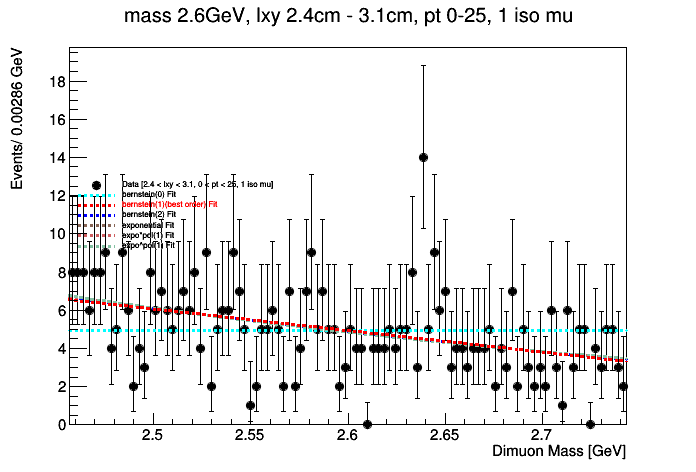 mass 2.6GeV, lxy 2.4cm - 3.1cm, pt 0-25, 1 iso mu
Events/ 0.00286 GeV
18
16
14
12
10
8
6
4
2
0
Data [2.4 < lxy < 3.1, 0 < pt < 25, 1 iso mu]
bernstein(0) Fit
bernstein(1)(best order) Fit
bernstein(2) Fit
exponential Fit
expo*pol(1) Fit
expo^pol(1) Fit
2.5
2.55
2.6
2.65
2.7
Dimuon Mass [GeV]